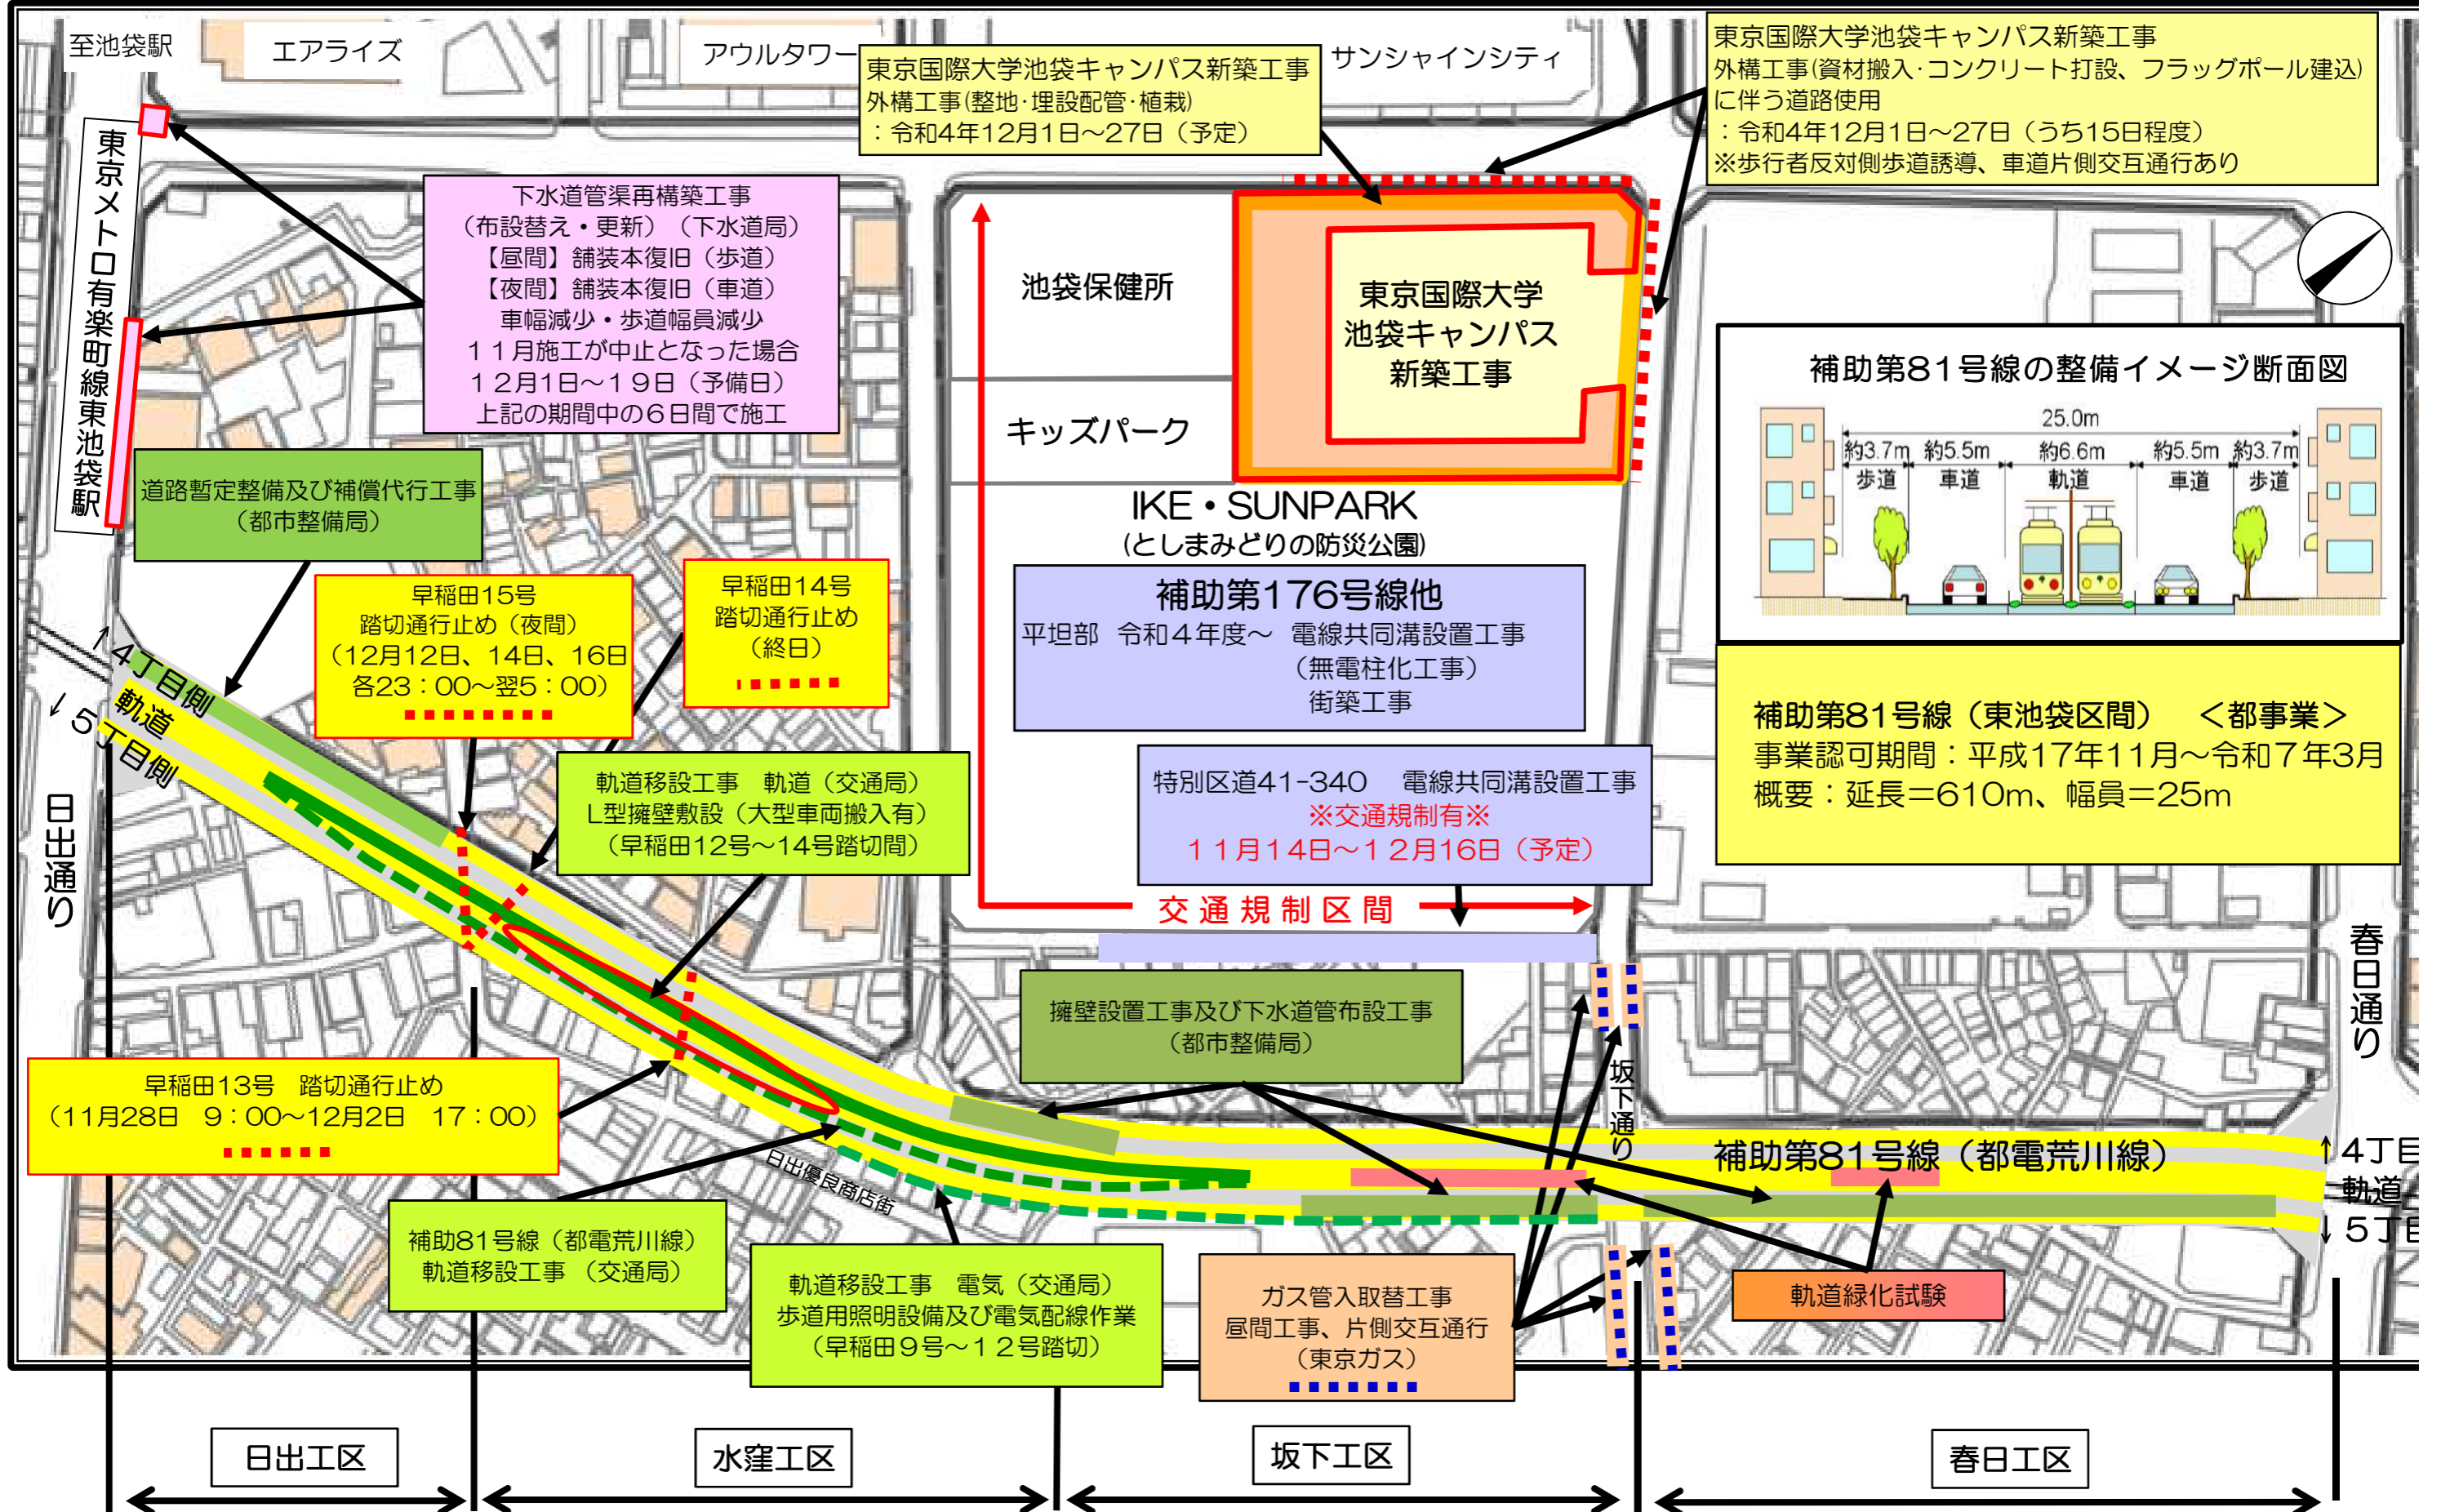 至池袋駅
エアライズ
アウルタワー
サンシャインシティ
東京国際大学池袋キャンパス新築工事
外構工事(整地・埋設配管・植栽)
：令和4年12月1日～27日（予定）
東京国際大学池袋キャンパス新築工事
外構工事(資材搬入・コンクリート打設、フラッグポール建込)
に伴う道路使用
：令和4年12月1日～27日（うち15日程度）
※歩行者反対側歩道誘導、車道片側交互通行あり
東京メトロ有楽町線東池袋駅
下水道管渠再構築工事
（布設替え・更新）（下水道局）
【昼間】舗装本復旧（歩道）
【夜間】舗装本復旧（車道）
車幅減少・歩道幅員減少
１１月施工が中止となった場合
１２月1日～１９日（予備日）
上記の期間中の６日間で施工
池袋保健所
キッズパーク
東京国際大学
池袋キャンパス
新築工事
IKE・SUNPARK
(としまみどりの防災公園)
補助第81号線の整備イメージ断面図
25.0m
約3.7m 約5.5m 約6.6m 約5.5m 約3.7m
歩道 車道 軌道 車道 歩道
道路暫定整備及び補償代行工事
（都市整備局）
早稲田15号
踏切通行止め（夜間）
（12月12日、14日、16日
各23：00～翌5：00）
早稲田14号
踏切通行止め
（終日）
補助第176号線他
平坦部 令和４年度～ 電線共同溝設置工事
（無電柱化工事）
街築工事
補助第81号線（東池袋区間） ＜都事業＞
事業認可期間：平成17年11月～令和７年3月
概要：延長＝610m、幅員＝25m
↑4丁目側
軌道
↓5丁目側
日出通り
軌道移設工事 軌道（交通局）
L型擁壁敷設（大型車両搬入有）
（早稲田12号～14号踏切間）
特別区道41-340 電線共同溝設置工事
※交通規制有※
１１月14日～１２月16日（予定）
交通規制区間
春日通り
擁壁設置工事及び下水道管布設工事
（都市整備局）
坂下通り
早稲田13号 踏切通行止め
（11月28日 9：00～12月2日 17：00）
日出優良商店街
補助第81号線（都電荒川線）
↑4丁目
軌道
↓5丁目
補助81号線（都電荒川線）
軌道移設工事 （交通局）
軌道移設工事 電気（交通局）
歩道用照明設備及び電気配線作業
（早稲田９号～１２号踏切）
ガス管入取替工事
昼間工事、片側交互通行
（東京ガス）
軌道緑化試験
日出工区
水窪工区
坂下工区
春日工区